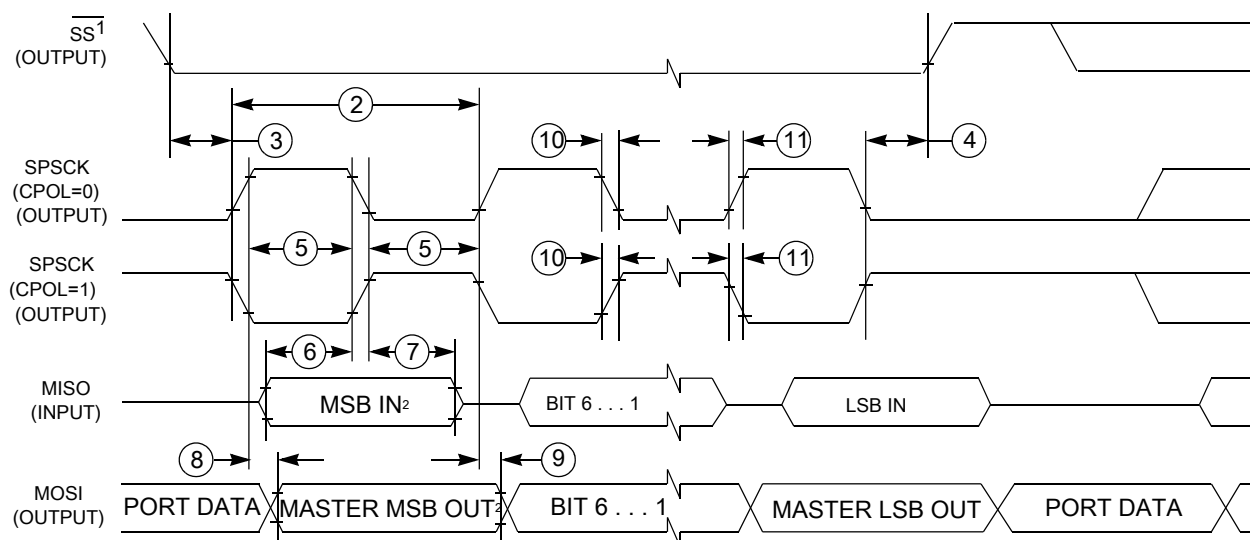 SS1
(OUTPUT)
2
3
10
11
4
SPSCK
(CPOL=0)
(OUTPUT)
5
5
SPSCK
(CPOL=1)
(OUTPUT)
10
11
6
7
MISO
(INPUT)
MSB IN2
BIT 6 . . . 1
LSB IN
8
9
MOSI
(OUTPUT)
PORT DATA
MASTER MSB OUT2
BIT 6 . . . 1
MASTER LSB OUT
PORT DATA